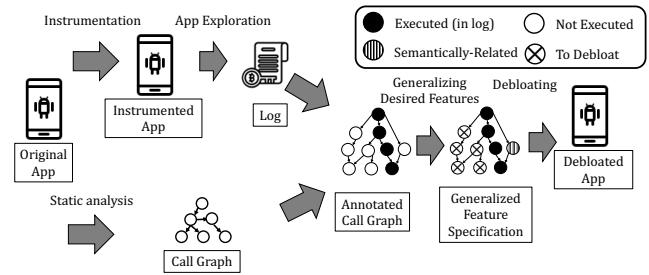 Instrumentation
App Exploration
Executed (in log)
Not Executed
Semantically-Related
To Debloat
Instrumented
App
Log
Original
App
Generalizing
Desired Features
Debloating
Debloated
App
Static analysis
Call Graph
Annotated
Call Graph
Generalized
Feature
Specification